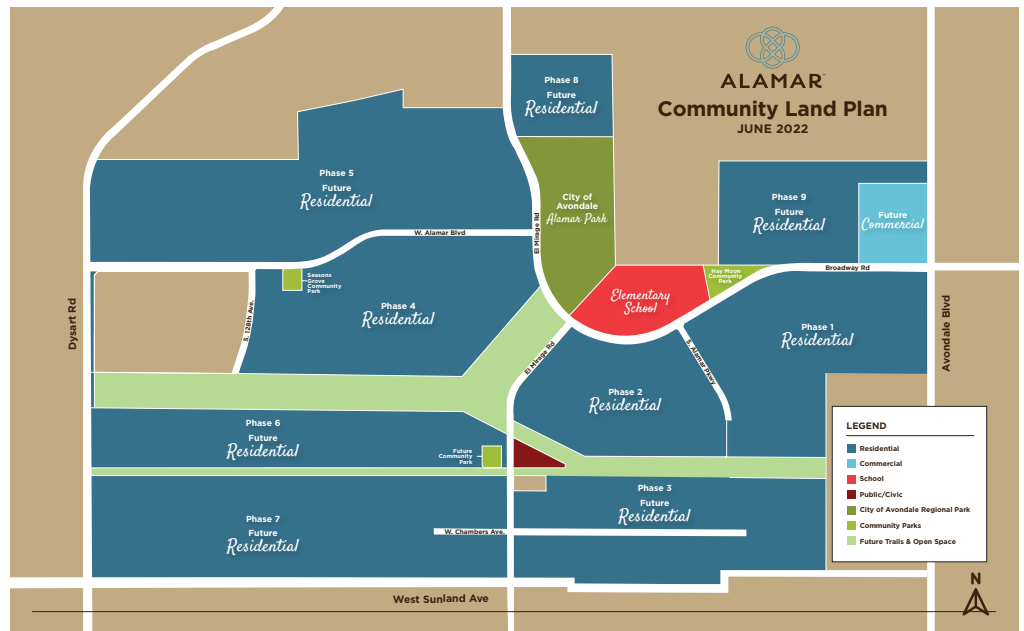 ALAMAR™
Community Land Plan
JUNE 2022
Phase 8
Future
Residential
City of
Avondale
Alamar Park
Phase 5
Future
Residential
Phase 9
Future
Residential
Future
Commercial
El Mirage Rd
W. Alamar Blvd
Broadway Rd
Hay Moon
Community
Park
Seasons
Grove
Community
Park
Elementary
School
Phase 4
Residential
S. 128th Ave.
Dysart Rd
Phase 1
Residential
Avondale Blvd
S. Alamar Pkwy
El Mirage Rd
Phase 2
Residential
Phase 6
Future
Residential
Future
Community
Park
Phase 3
Future
Residential
Phase 7
Future
Residential
W. Chambers Ave.
West Sunland Ave
LEGEND
Residential
Commercial
School
Public/Civic
City of Avondale Regional Park
Community Parks
Future Trails & Open Space
N